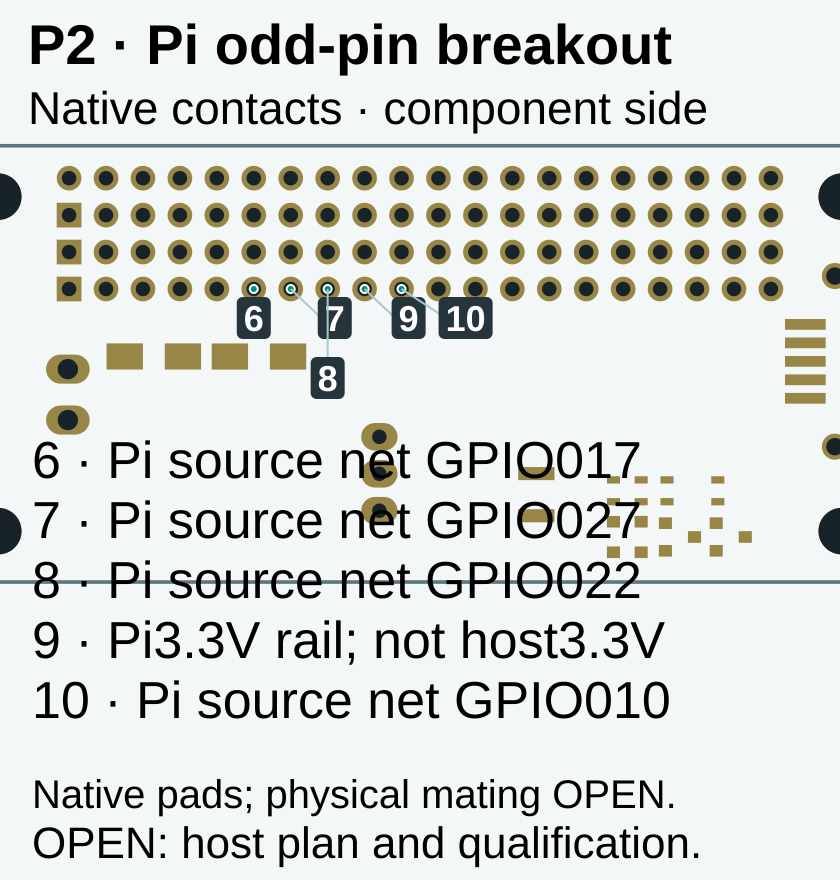 P2 · Pi odd-pin breakout
Native contacts · component side
6 7 9 10
8
6 · Pi source net GPIO017
7 · Pi source net GPIO027
8 · Pi source net GPIO022
9 · Pi3.3V rail; not host3.3V
10 · Pi source net GPIO010
Native pads; physical mating OPEN.
OPEN: host plan and qualification.